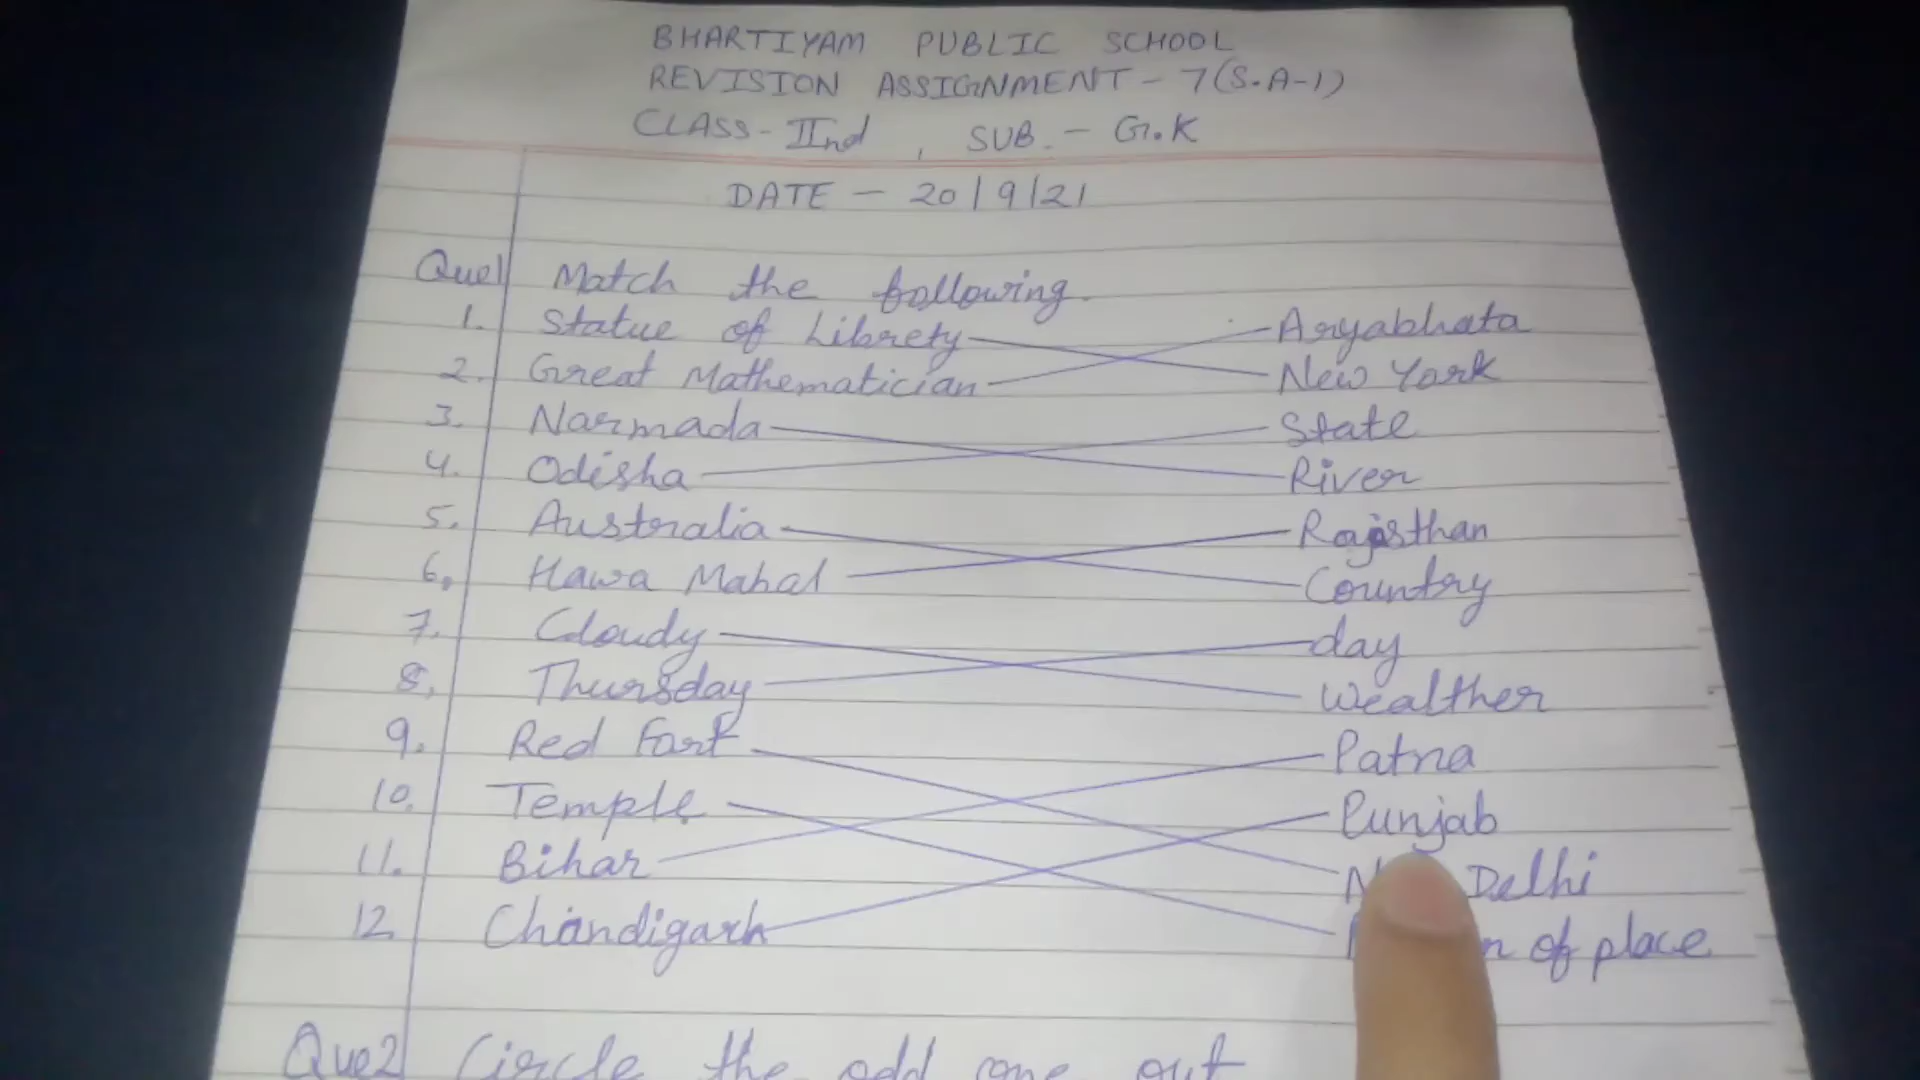 BHARTIYAM PUBLIC SCHOOL
REVISION ASSIGNMENT - 7 (S.A-1)
CLASS - IInd , SUB. - G.K
DATE - 20/9/21
Que1 Match the following.
1. Statue of Librety Aryabhata
2. Great Mathematician New York
3. Narmada State
4. Odisha River
5. Australia Rajasthan
6. Hawa Mahal Country
7. Cloudy day
8. Thursday Wealther
9. Red Fort Patna
10. Temple Punjab
11. Bihar Delhi
12. Chandigarh of place
Que2 Circle the odd one out